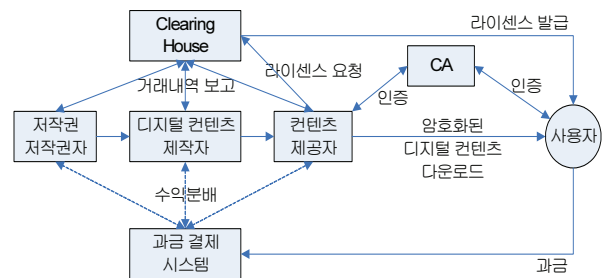 Clearing
House
라이센스 발급
거래내역 보고
라이센스 요청
CA
인증
인증
저작권
저작권자
디지털 컨텐츠
제작자
컨텐츠
제공자
암호화된
디지털 컨텐츠
다운로드
사용자
수익분배
과금 결제
시스템
과금